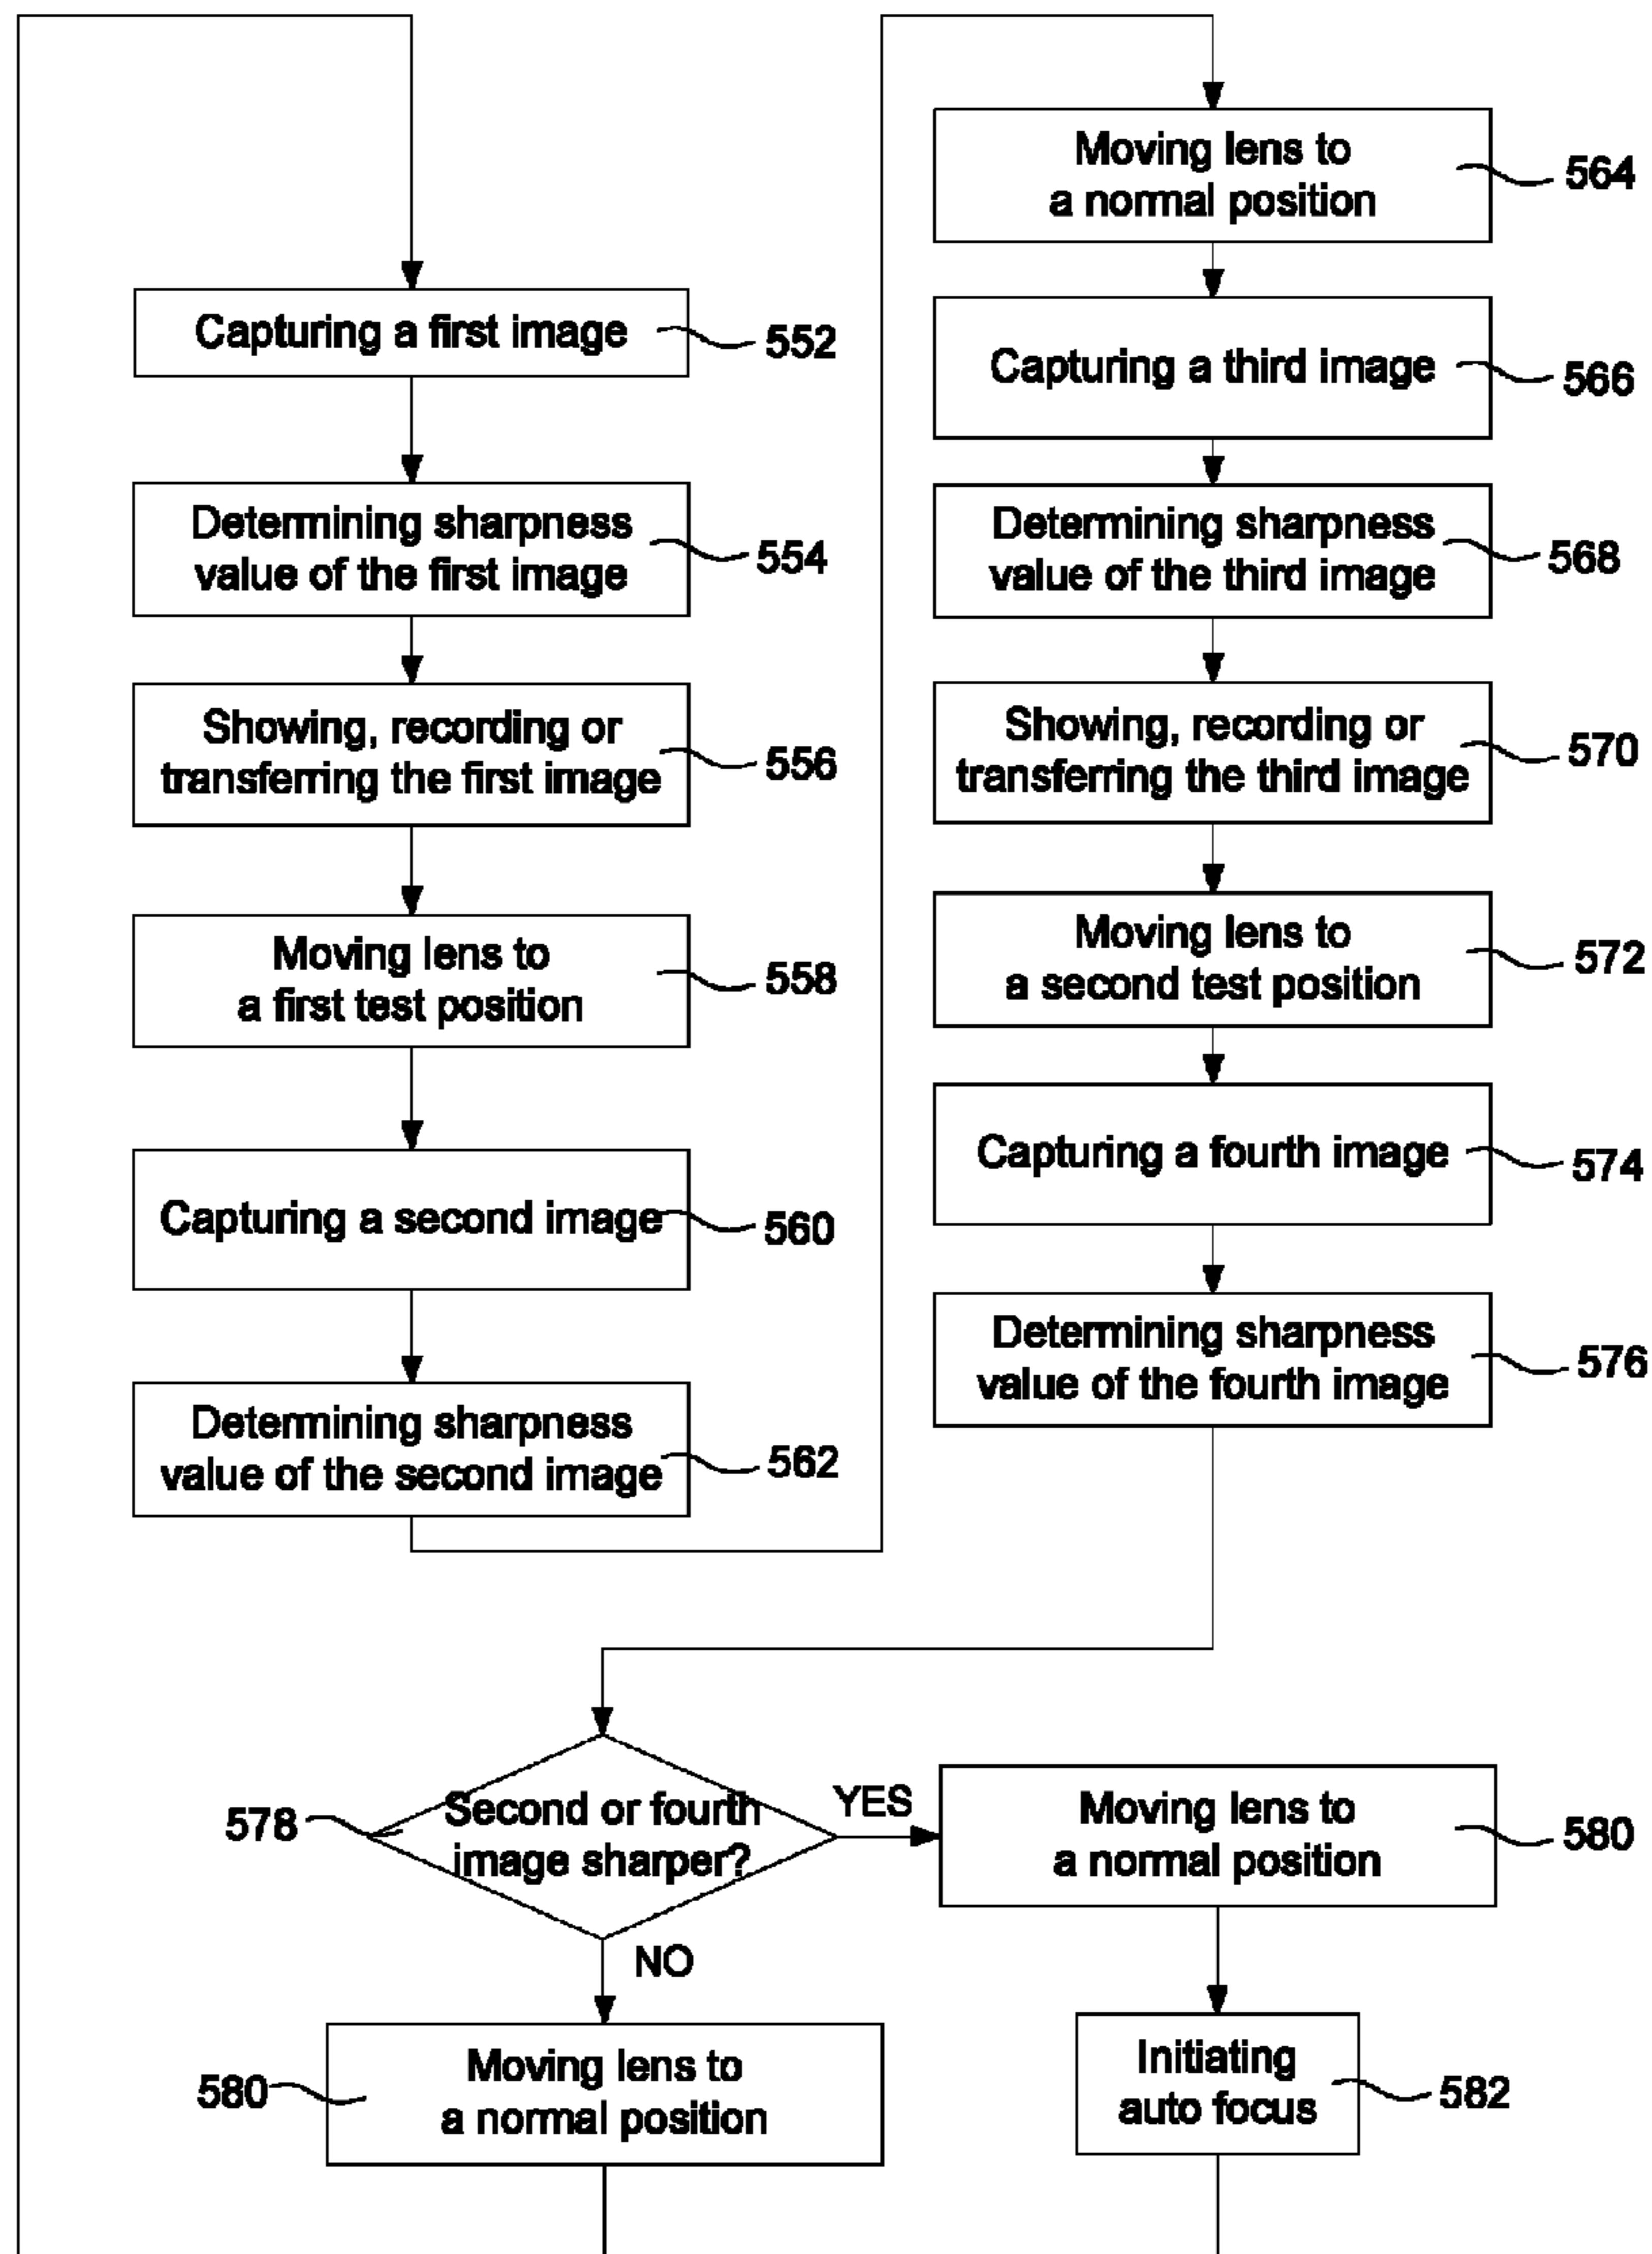 Capturing a first image
552
Determining sharpness
value of the first image
554
Showing, recording or
transferring the first image
556
Moving lens to
a first test position
558
Capturing a second image
560
Determining sharpness
value of the second image
562
Moving lens to
a normal position
564
Capturing a third image
566
Determining sharpness
value of the third image
568
Showing, recording or
transferring the third image
570
Moving lens to
a second test position
572
Capturing a fourth image
574
Determining sharpness
value of the fourth image
576
578
Second or fourth
image sharper?
YES
Moving lens to
a normal position
580
NO
580
Moving lens to
a normal position
Initiating
auto focus
582